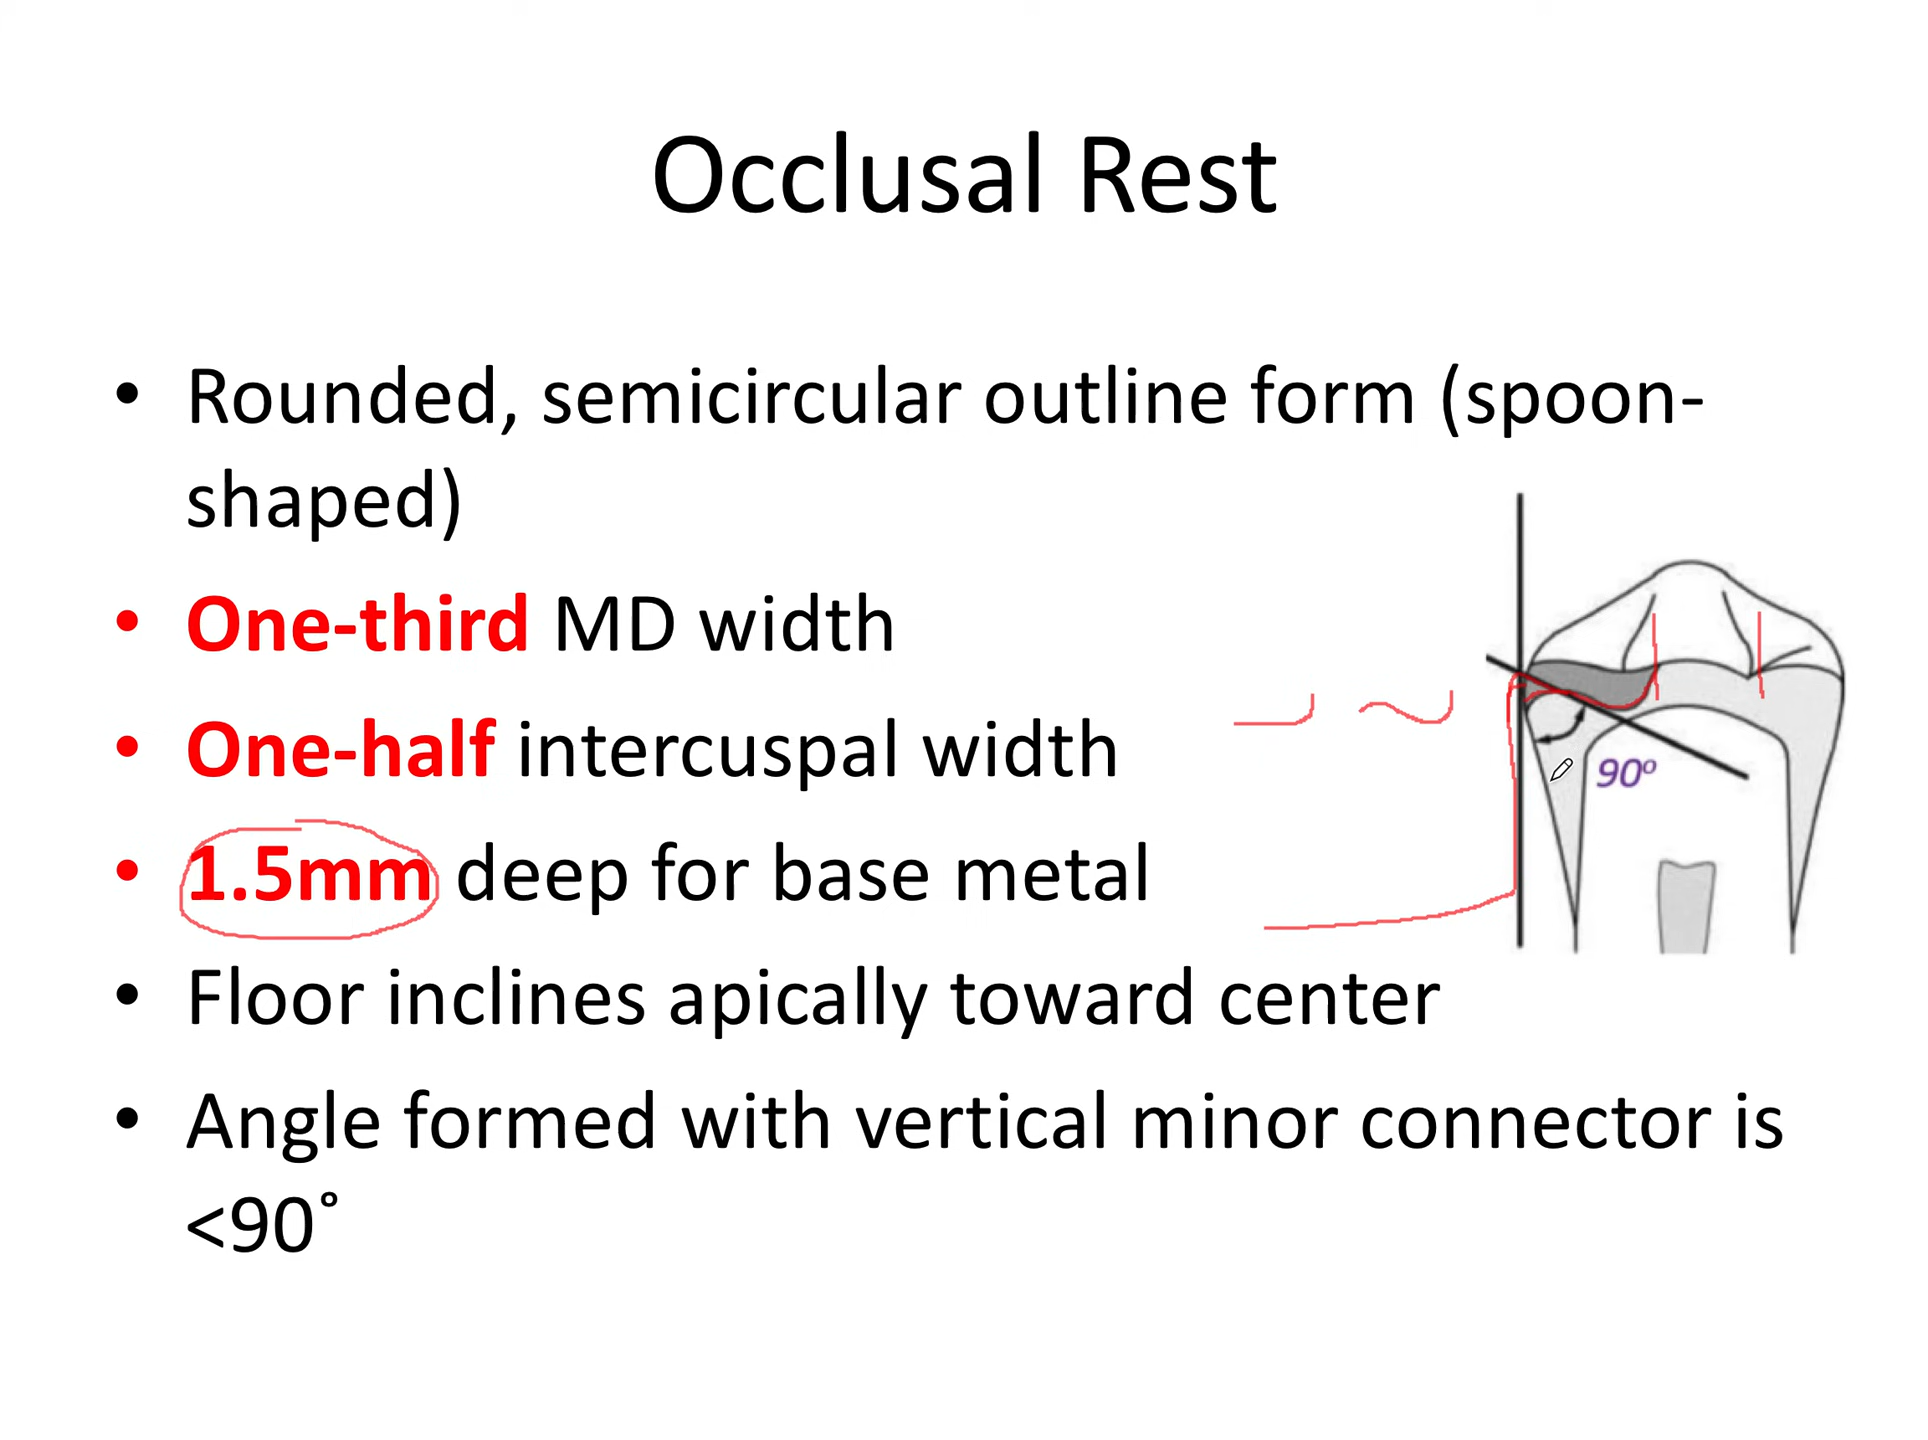 Occlusal Rest
• Rounded, semicircular outline form (spoon-
shaped)
• One-third MD width
• One-half intercuspal width
• 1.5mm deep for base metal
90º
• Floor inclines apically toward center
• Angle formed with vertical minor connector is
<90˚